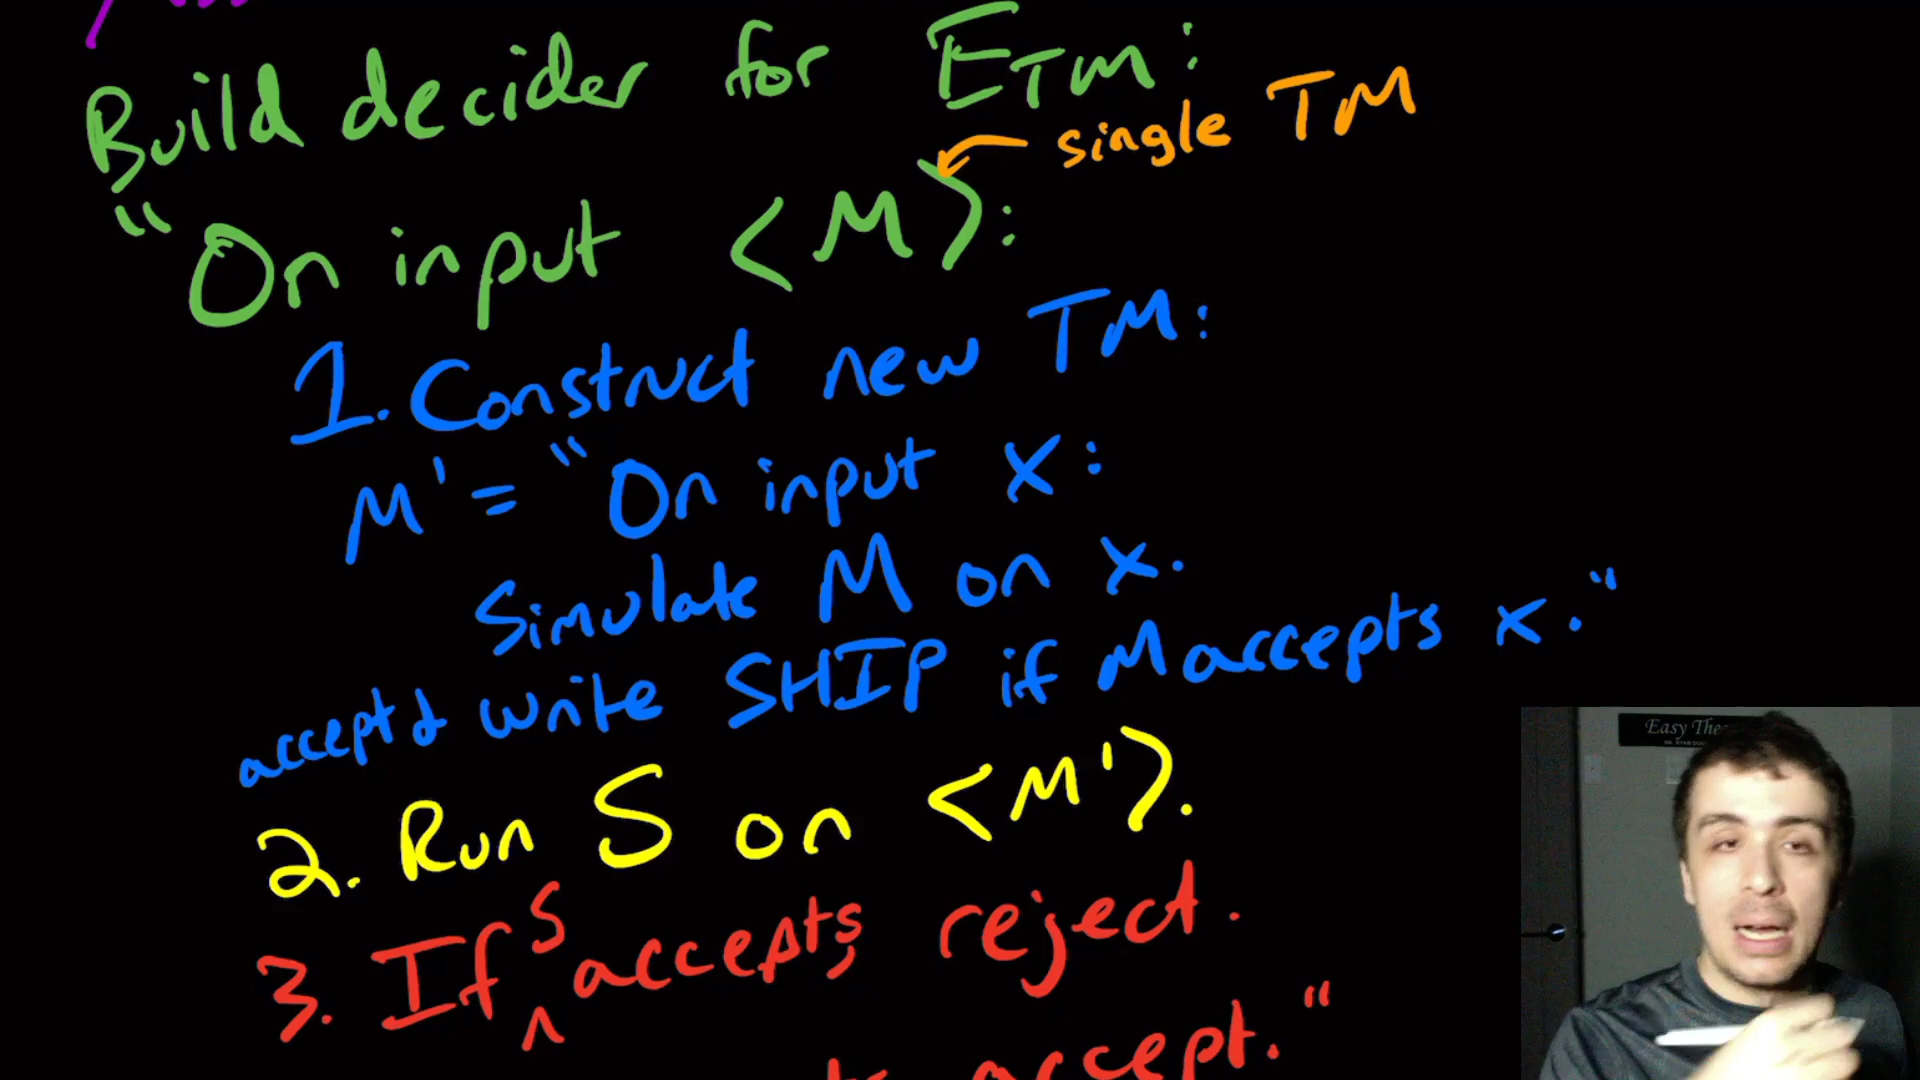 Build decider for ETM:
single TM
"On input <M>:
1. Construct new TM:
M' = "On input x:
Simulate M on x.
accept & write SHIP if M accepts x."
2. Run S on <M'>.
3. If S accepts, reject.
accept."
Easy